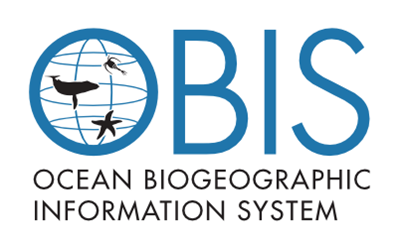 OBIS
OCEAN BIOGEOGRAPHIC
INFORMATION SYSTEM